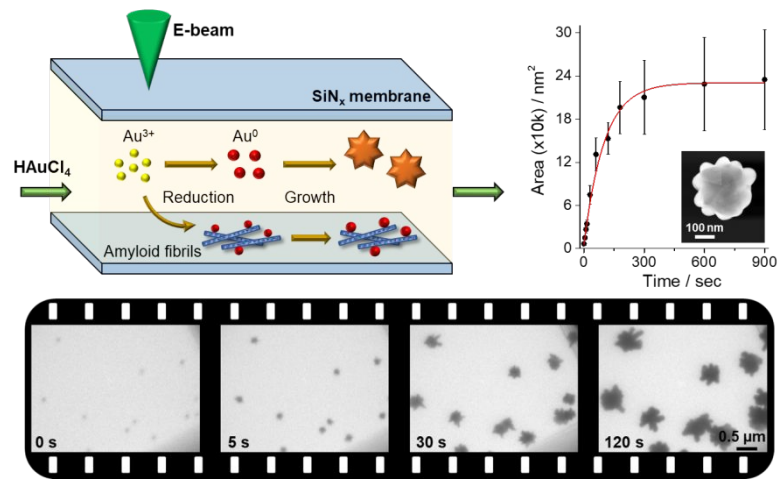 E-beam
SiNₓ membrane
Au³⁺
Au⁰
HAuCl₄
Reduction
Growth
Amyloid fibrils
Area (x10k) / nm²
30
24
18
12
6
0
100 nm
0
300
600
900
Time / sec
0 s
5 s
30 s
120 s
0.5 µm